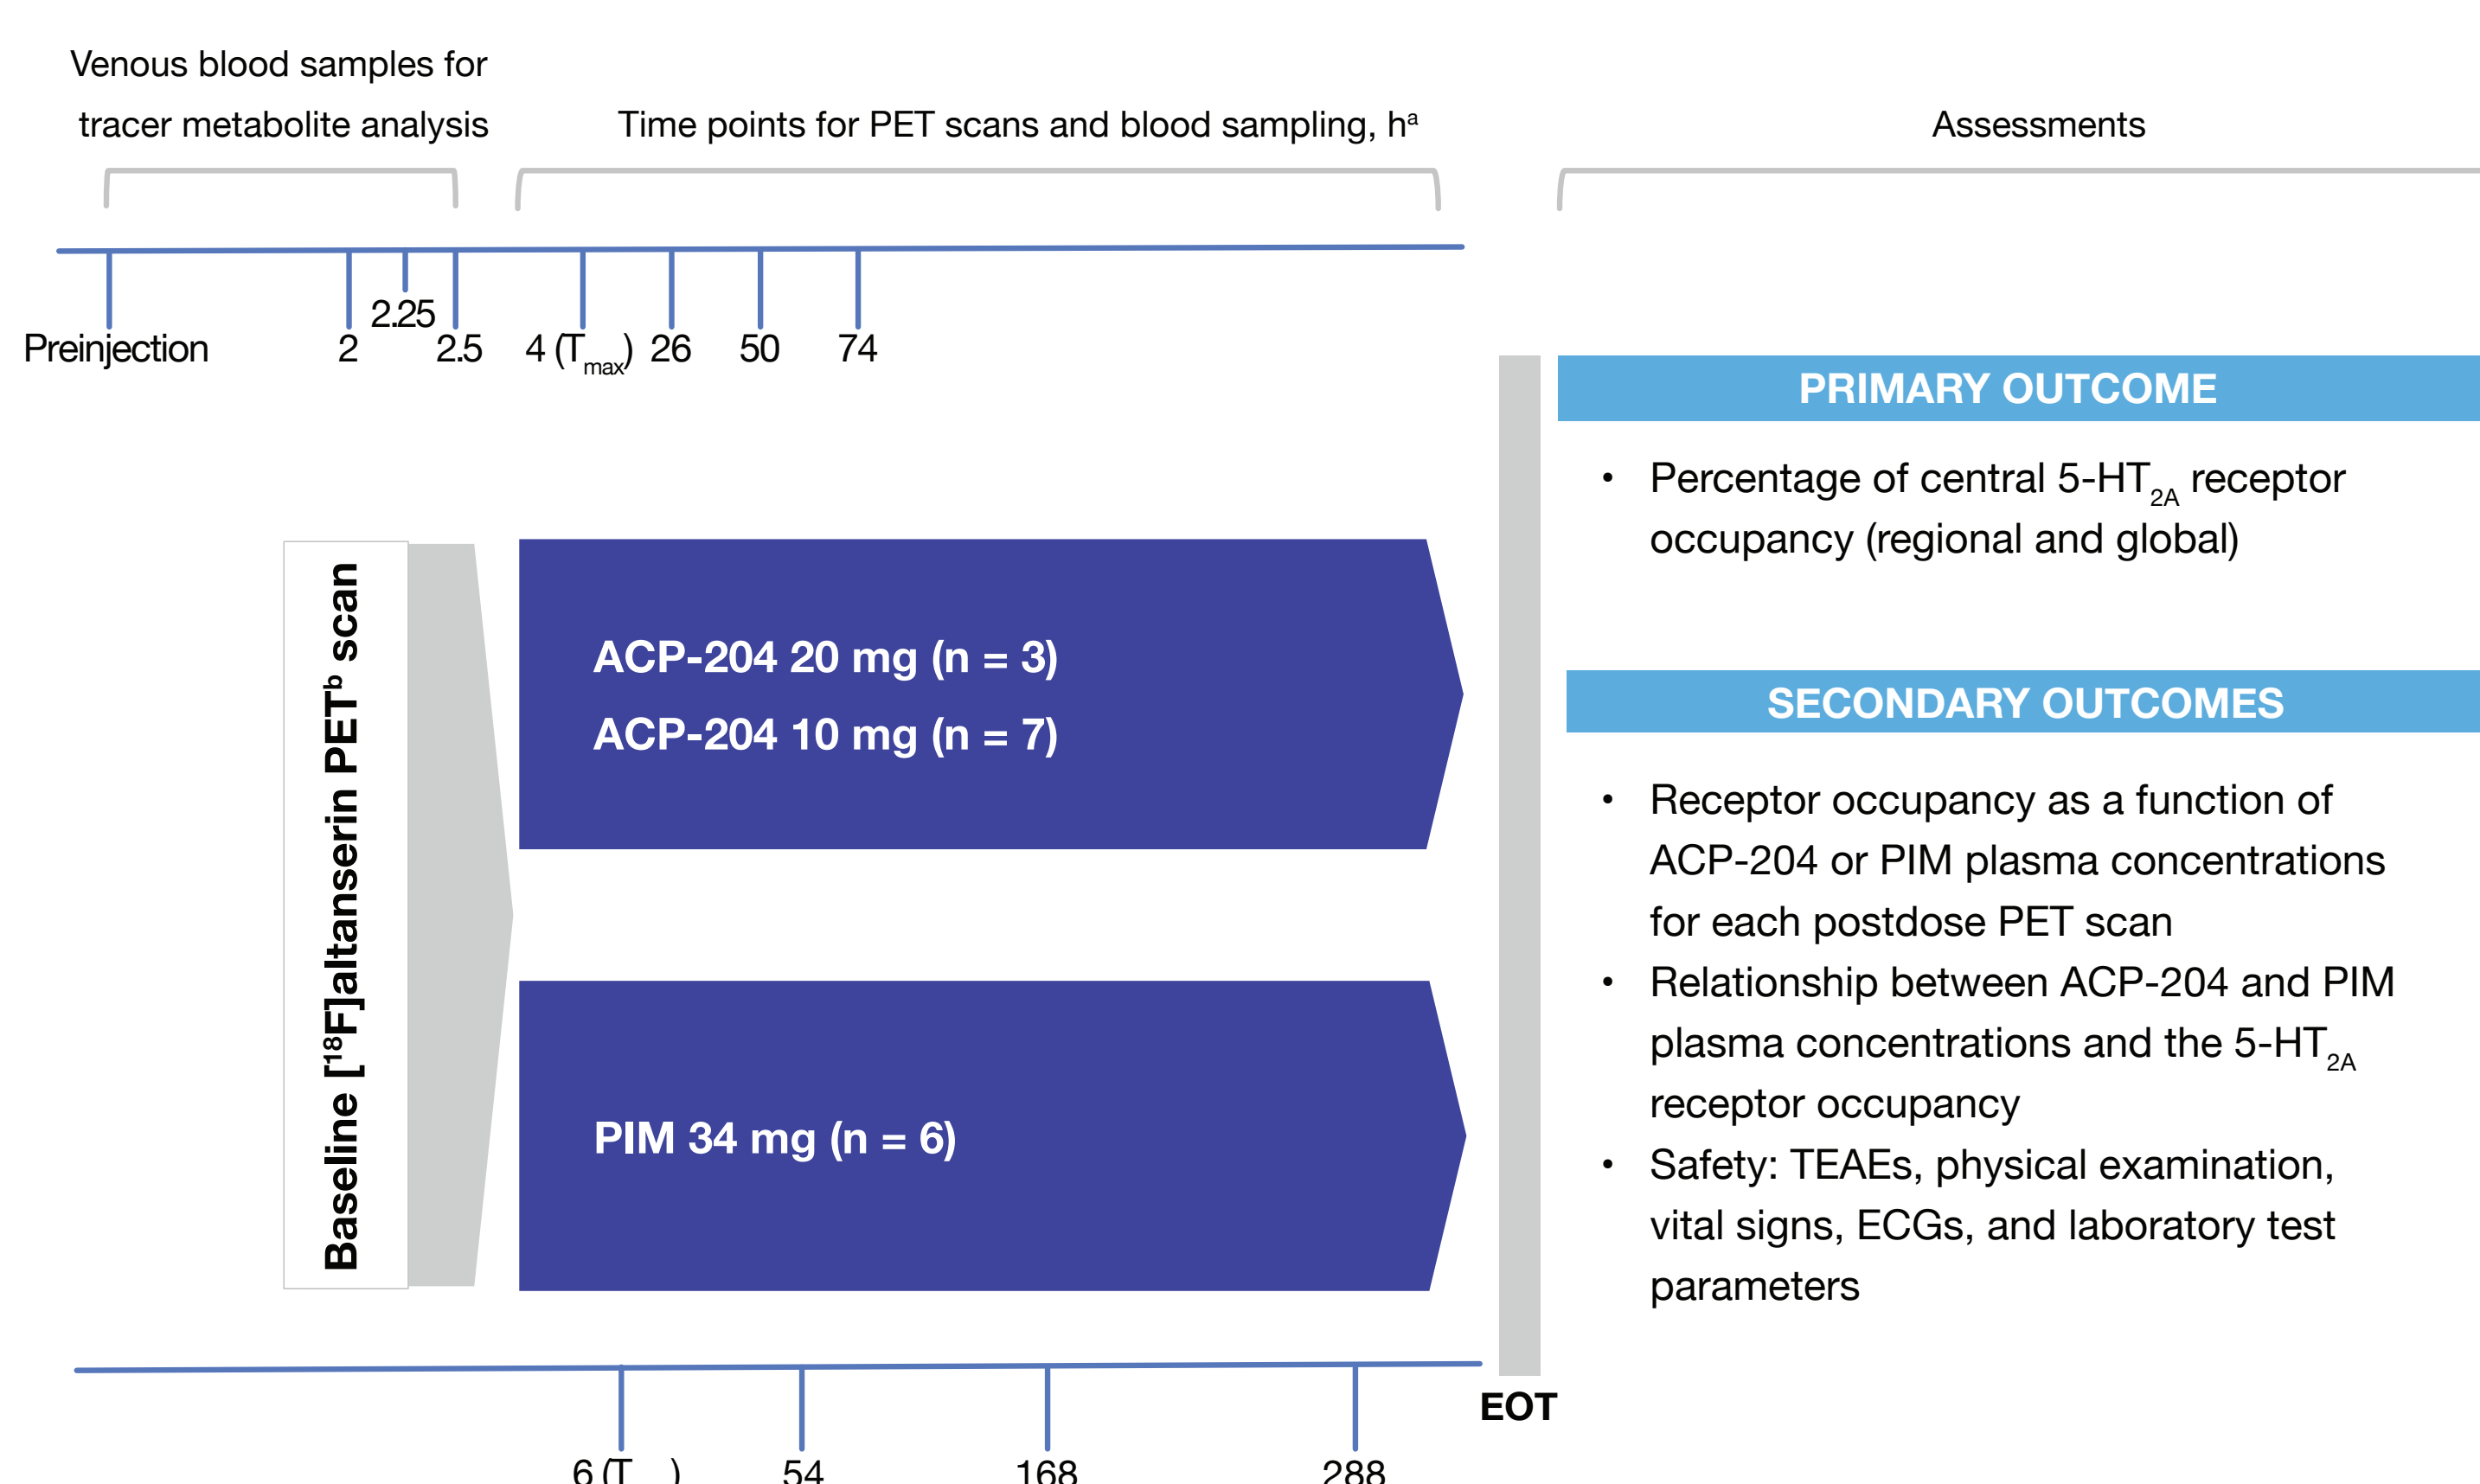 Venous blood samples for
tracer metabolite analysis
Time points for PET scans and blood sampling, hᵃ
Assessments
Preinjection
2
2.25
2.5
4 (Tmax)
26
50
74
Baseline [¹⁸F]altanserin PETᵇ scan
ACP-204 20 mg (n = 3)
ACP-204 10 mg (n = 7)
PIM 34 mg (n = 6)
6 (T )
54
168
288
EOT
PRIMARY OUTCOME
• Percentage of central 5-HT2A receptor
occupancy (regional and global)
SECONDARY OUTCOMES
• Receptor occupancy as a function of
ACP-204 or PIM plasma concentrations
for each postdose PET scan
• Relationship between ACP-204 and PIM
plasma concentrations and the 5-HT2A
receptor occupancy
• Safety: TEAEs, physical examination,
vital signs, ECGs, and laboratory test
parameters